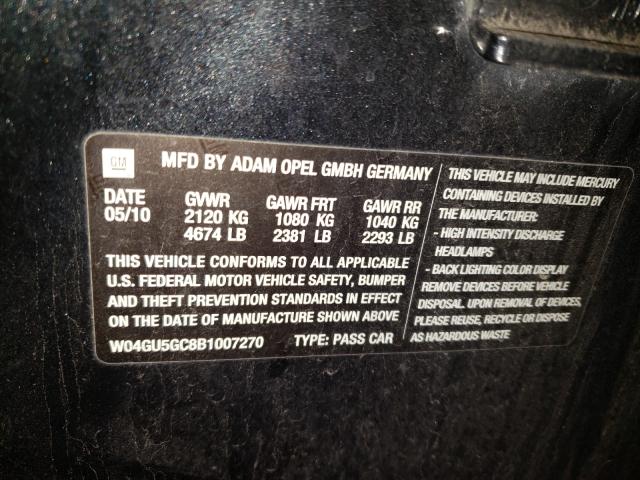 GM
MFD BY ADAM OPEL GMBH GERMANY
DATE GVWR GAWR FRT GAWR RR
05/10 2120 KG 1080 KG 1040 KG
4674 LB 2381 LB 2293 LB
THIS VEHICLE CONFORMS TO ALL APPLICABLE
U.S. FEDERAL MOTOR VEHICLE SAFETY, BUMPER
AND THEFT PREVENTION STANDARDS IN EFFECT
ON THE DATE OF MANUFACTURE SHOWN ABOVE
W04GU5GC8B1007270 TYPE: PASS CAR
THIS VEHICLE MAY INCLUDE MERCURY
CONTAINING DEVICES INSTALLED BY
THE MANUFACTURER:
- HIGH INTENSITY DISCHARGE
HEADLAMPS
- BACK LIGHTING COLOR DISPLAY
REMOVE DEVICES BEFORE VEHICLE
DISPOSAL. UPON REMOVAL OF DEVICES,
PLEASE REUSE, RECYCLE OR DISPOSE
AS HAZARDOUS WASTE